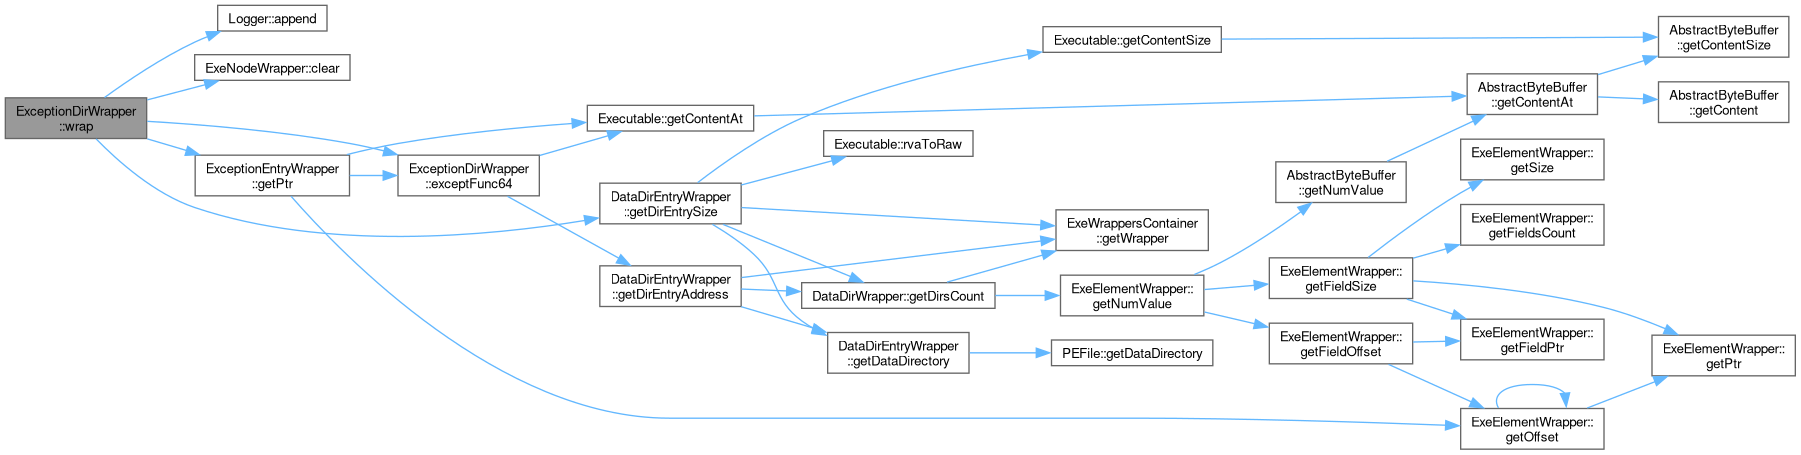 ExceptionDirWrapper
::wrap
Logger::append
ExeNodeWrapper::clear
ExceptionEntryWrapper
::getPtr
ExceptionDirWrapper
::exceptFunc64
Executable::getContentAt
DataDirEntryWrapper
::getDirEntrySize
DataDirEntryWrapper
::getDirEntryAddress
Executable::getContentSize
Executable::rvaToRaw
DataDirWrapper::getDirsCount
DataDirEntryWrapper
::getDataDirectory
ExeWrappersContainer
::getWrapper
ExeElementWrapper::
getNumValue
PEFile::getDataDirectory
AbstractByteBuffer
::getNumValue
ExeElementWrapper::
getFieldSize
ExeElementWrapper::
getFieldOffset
AbstractByteBuffer
::getContentAt
ExeElementWrapper::
getSize
ExeElementWrapper::
getFieldsCount
ExeElementWrapper::
getFieldPtr
ExeElementWrapper::
getOffset
AbstractByteBuffer
::getContentSize
AbstractByteBuffer
::getContent
ExeElementWrapper::
getPtr